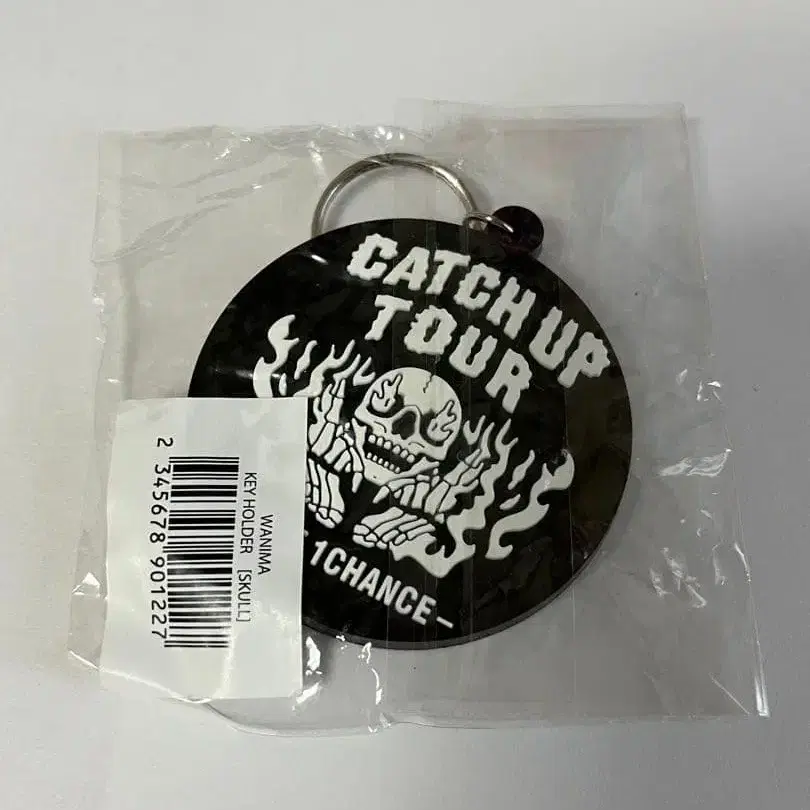 CATCH UP
TOUR
1CHANCE–
WANIMA
KEY HOLDER [SKULL]
2 345678 901227